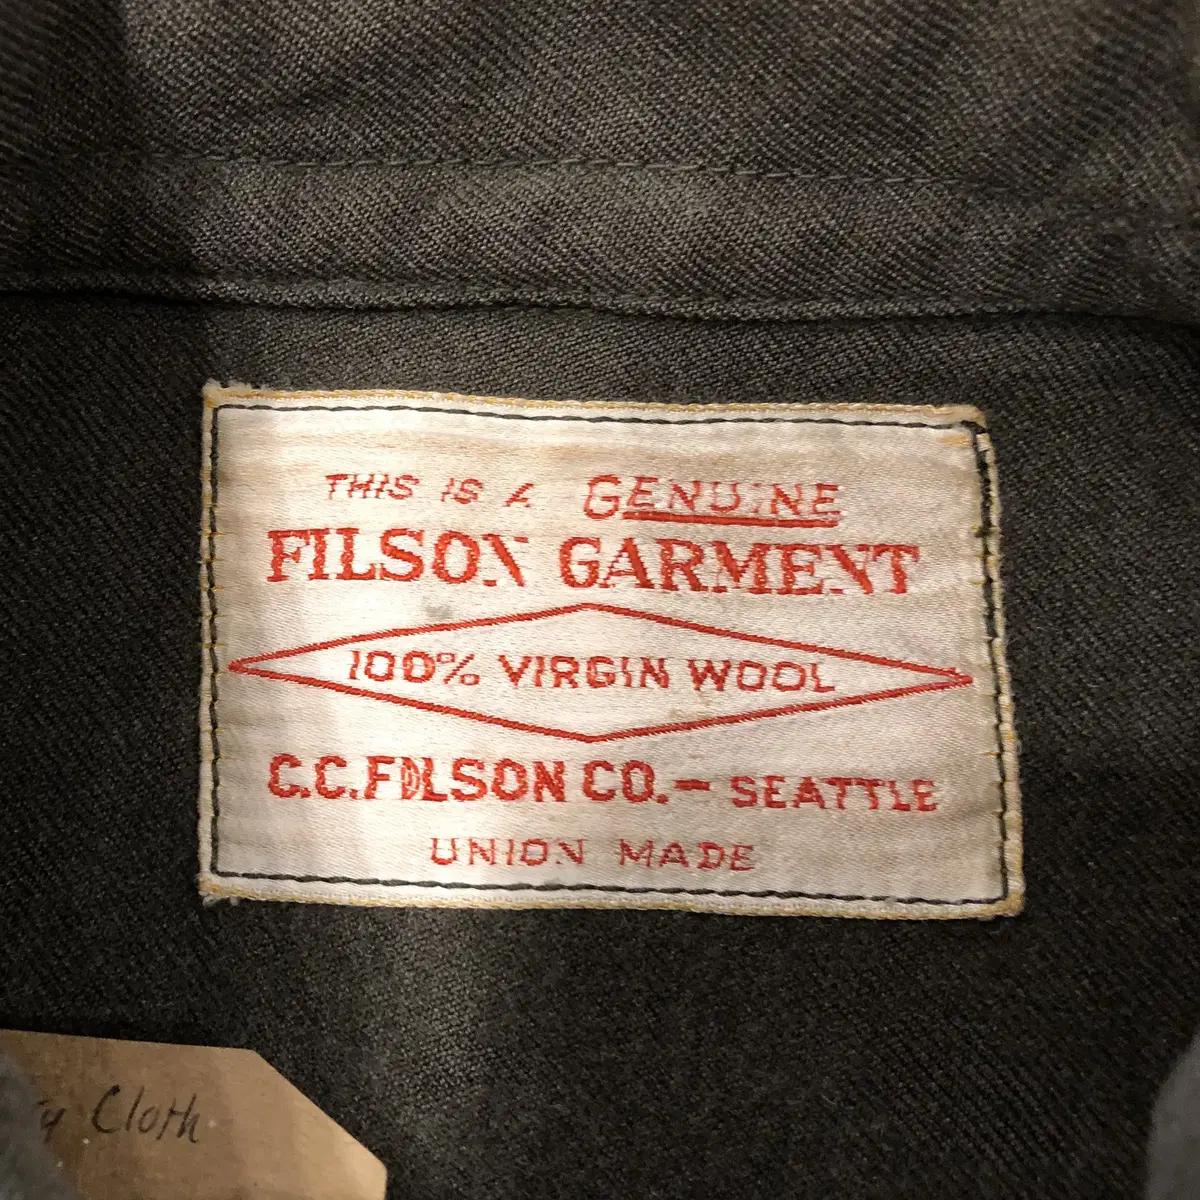 THIS IS A GENUINE
FILSON GARMENT
100% VIRGIN WOOL
C.C. FILSON CO. – SEATTLE
UNION MADE
Cloth